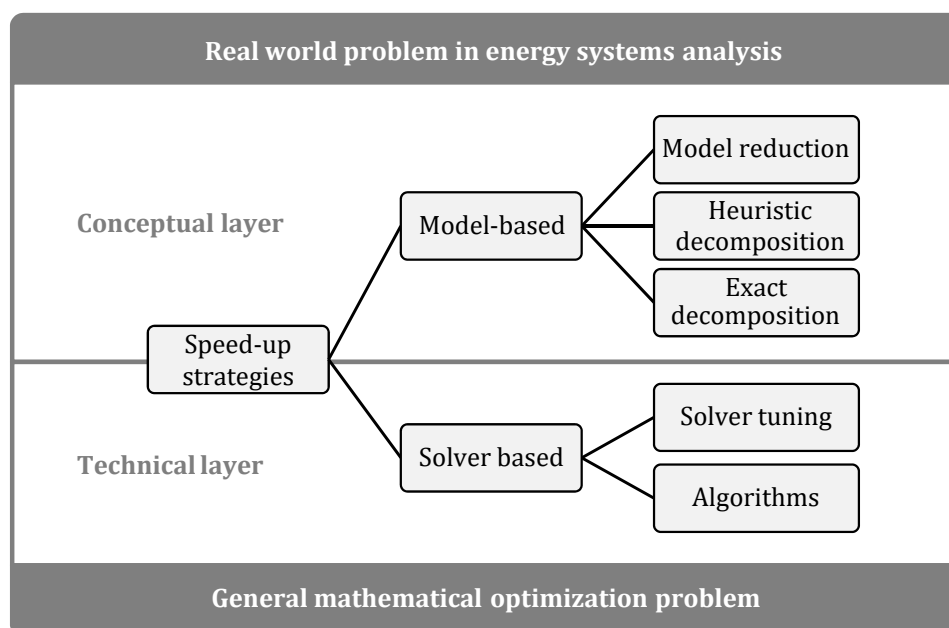 Real world problem in energy systems analysis
Model reduction
Conceptual layer
Model-based
Heuristic
decomposition
Exact
decomposition
Speed-up
strategies
Solver tuning
Technical layer
Solver based
Algorithms
General mathematical optimization problem